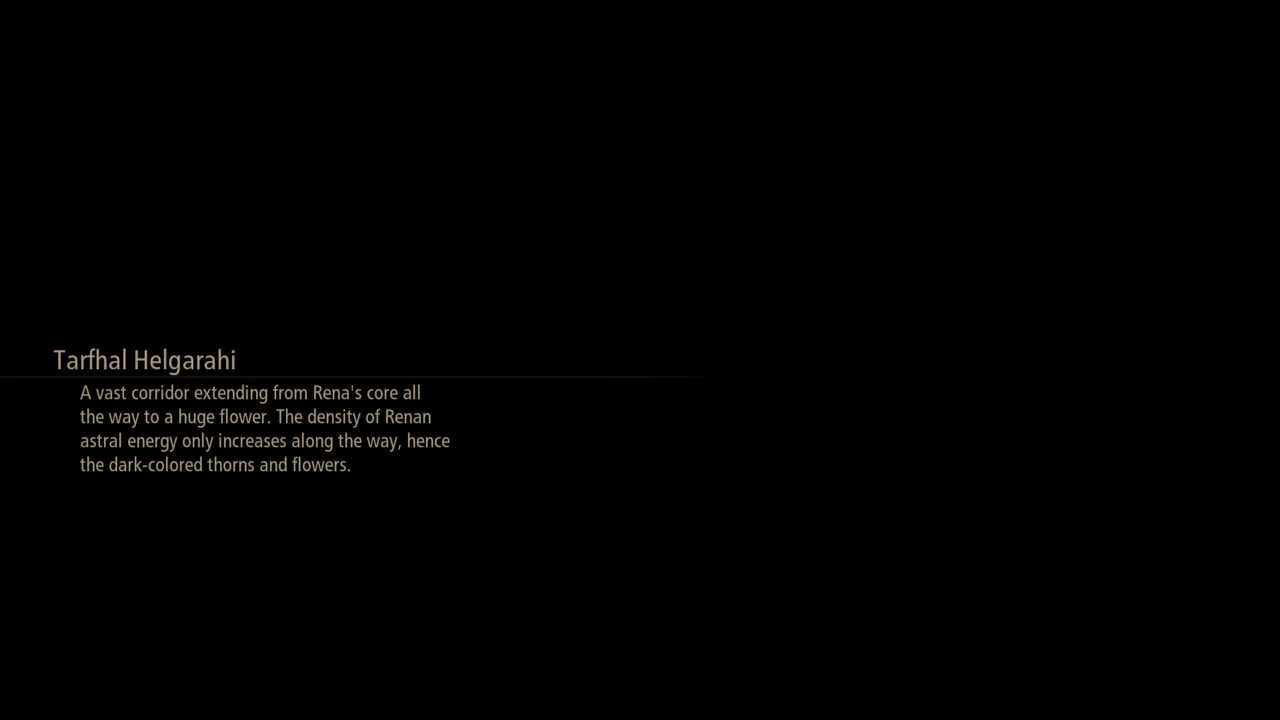 Tarfhal Helgarahi
A vast corridor extending from Rena's core all
the way to a huge flower. The density of Renan
astral energy only increases along the way, hence
the dark-colored thorns and flowers.